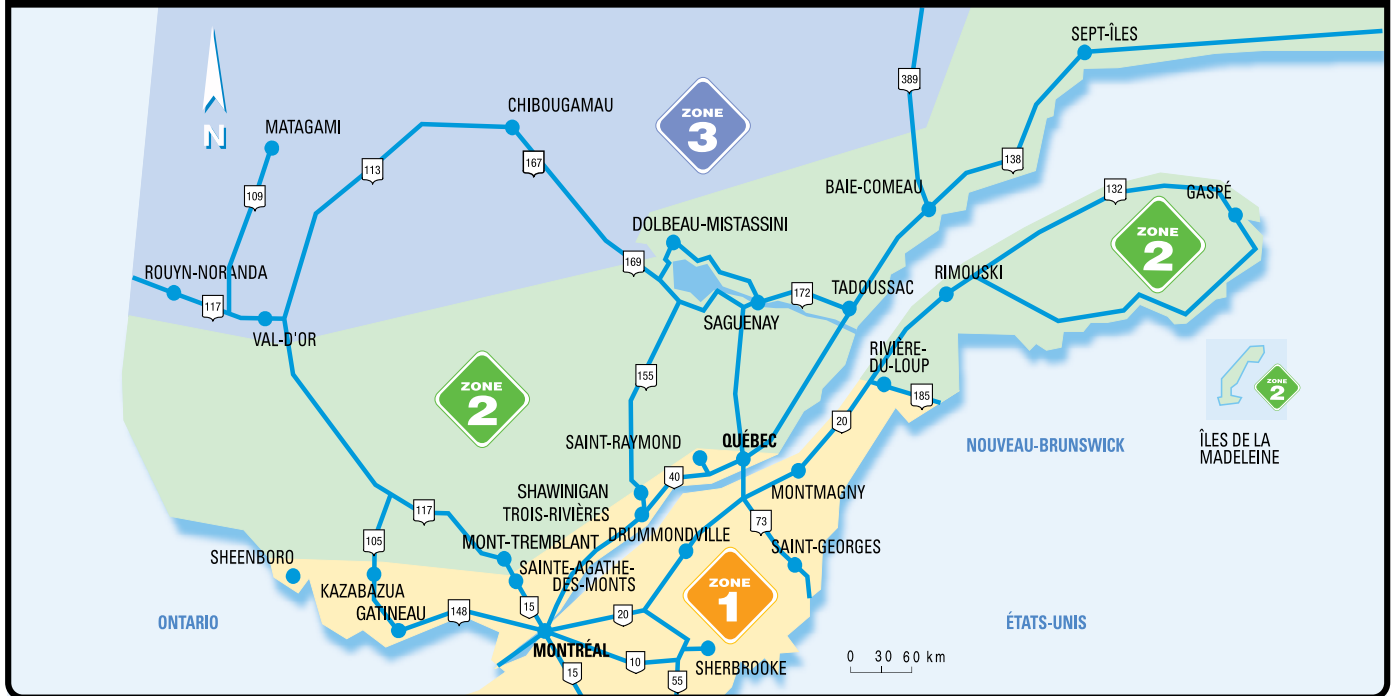 SEPT-ÎLES
389
CHIBOUGAMAU
ZONE
3
N
MATAGAMI
113
167
138
109
BAIE-COMEAU
132
GASPÉ
DOLBEAU-MISTASSINI
ZONE
2
ROUYN-NORANDA
169
RIMOUSKI
117
172
TADOUSSAC
SAGUENAY
VAL-D'OR
RIVIÈRE-
DU-LOUP
155
ZONE
2
185
ZONE
2
20
SAINT-RAYMOND
QUÉBEC
NOUVEAU-BRUNSWICK
ÎLES DE LA
MADELEINE
40
SHAWINIGAN
MONTMAGNY
TROIS-RIVIÈRES
117
73
105
MONT-TREMBLANT
DRUMMONDVILLE
SAINT-GEORGES
SHEENBORO
SAINTE-AGATHE-
DES-MONTS
KAZABAZUA
ZONE
1
GATINEAU
148
15
20
ONTARIO
ÉTATS-UNIS
MONTRÉAL
10
SHERBROOKE
0 30 60 km
15
55